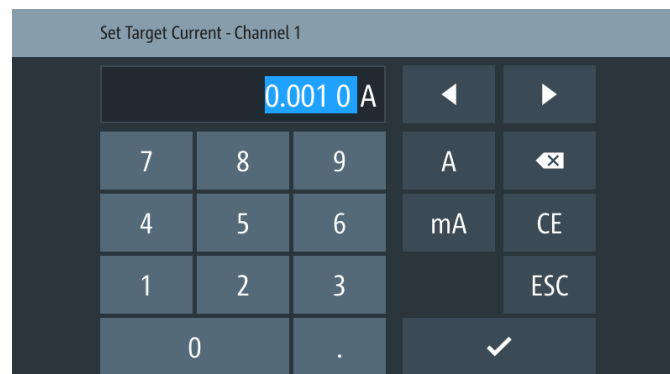 Set Target Current - Channel 1
0.001 0 A
7 8 9 A
4 5 6 mA CE
1 2 3 ESC
0 .